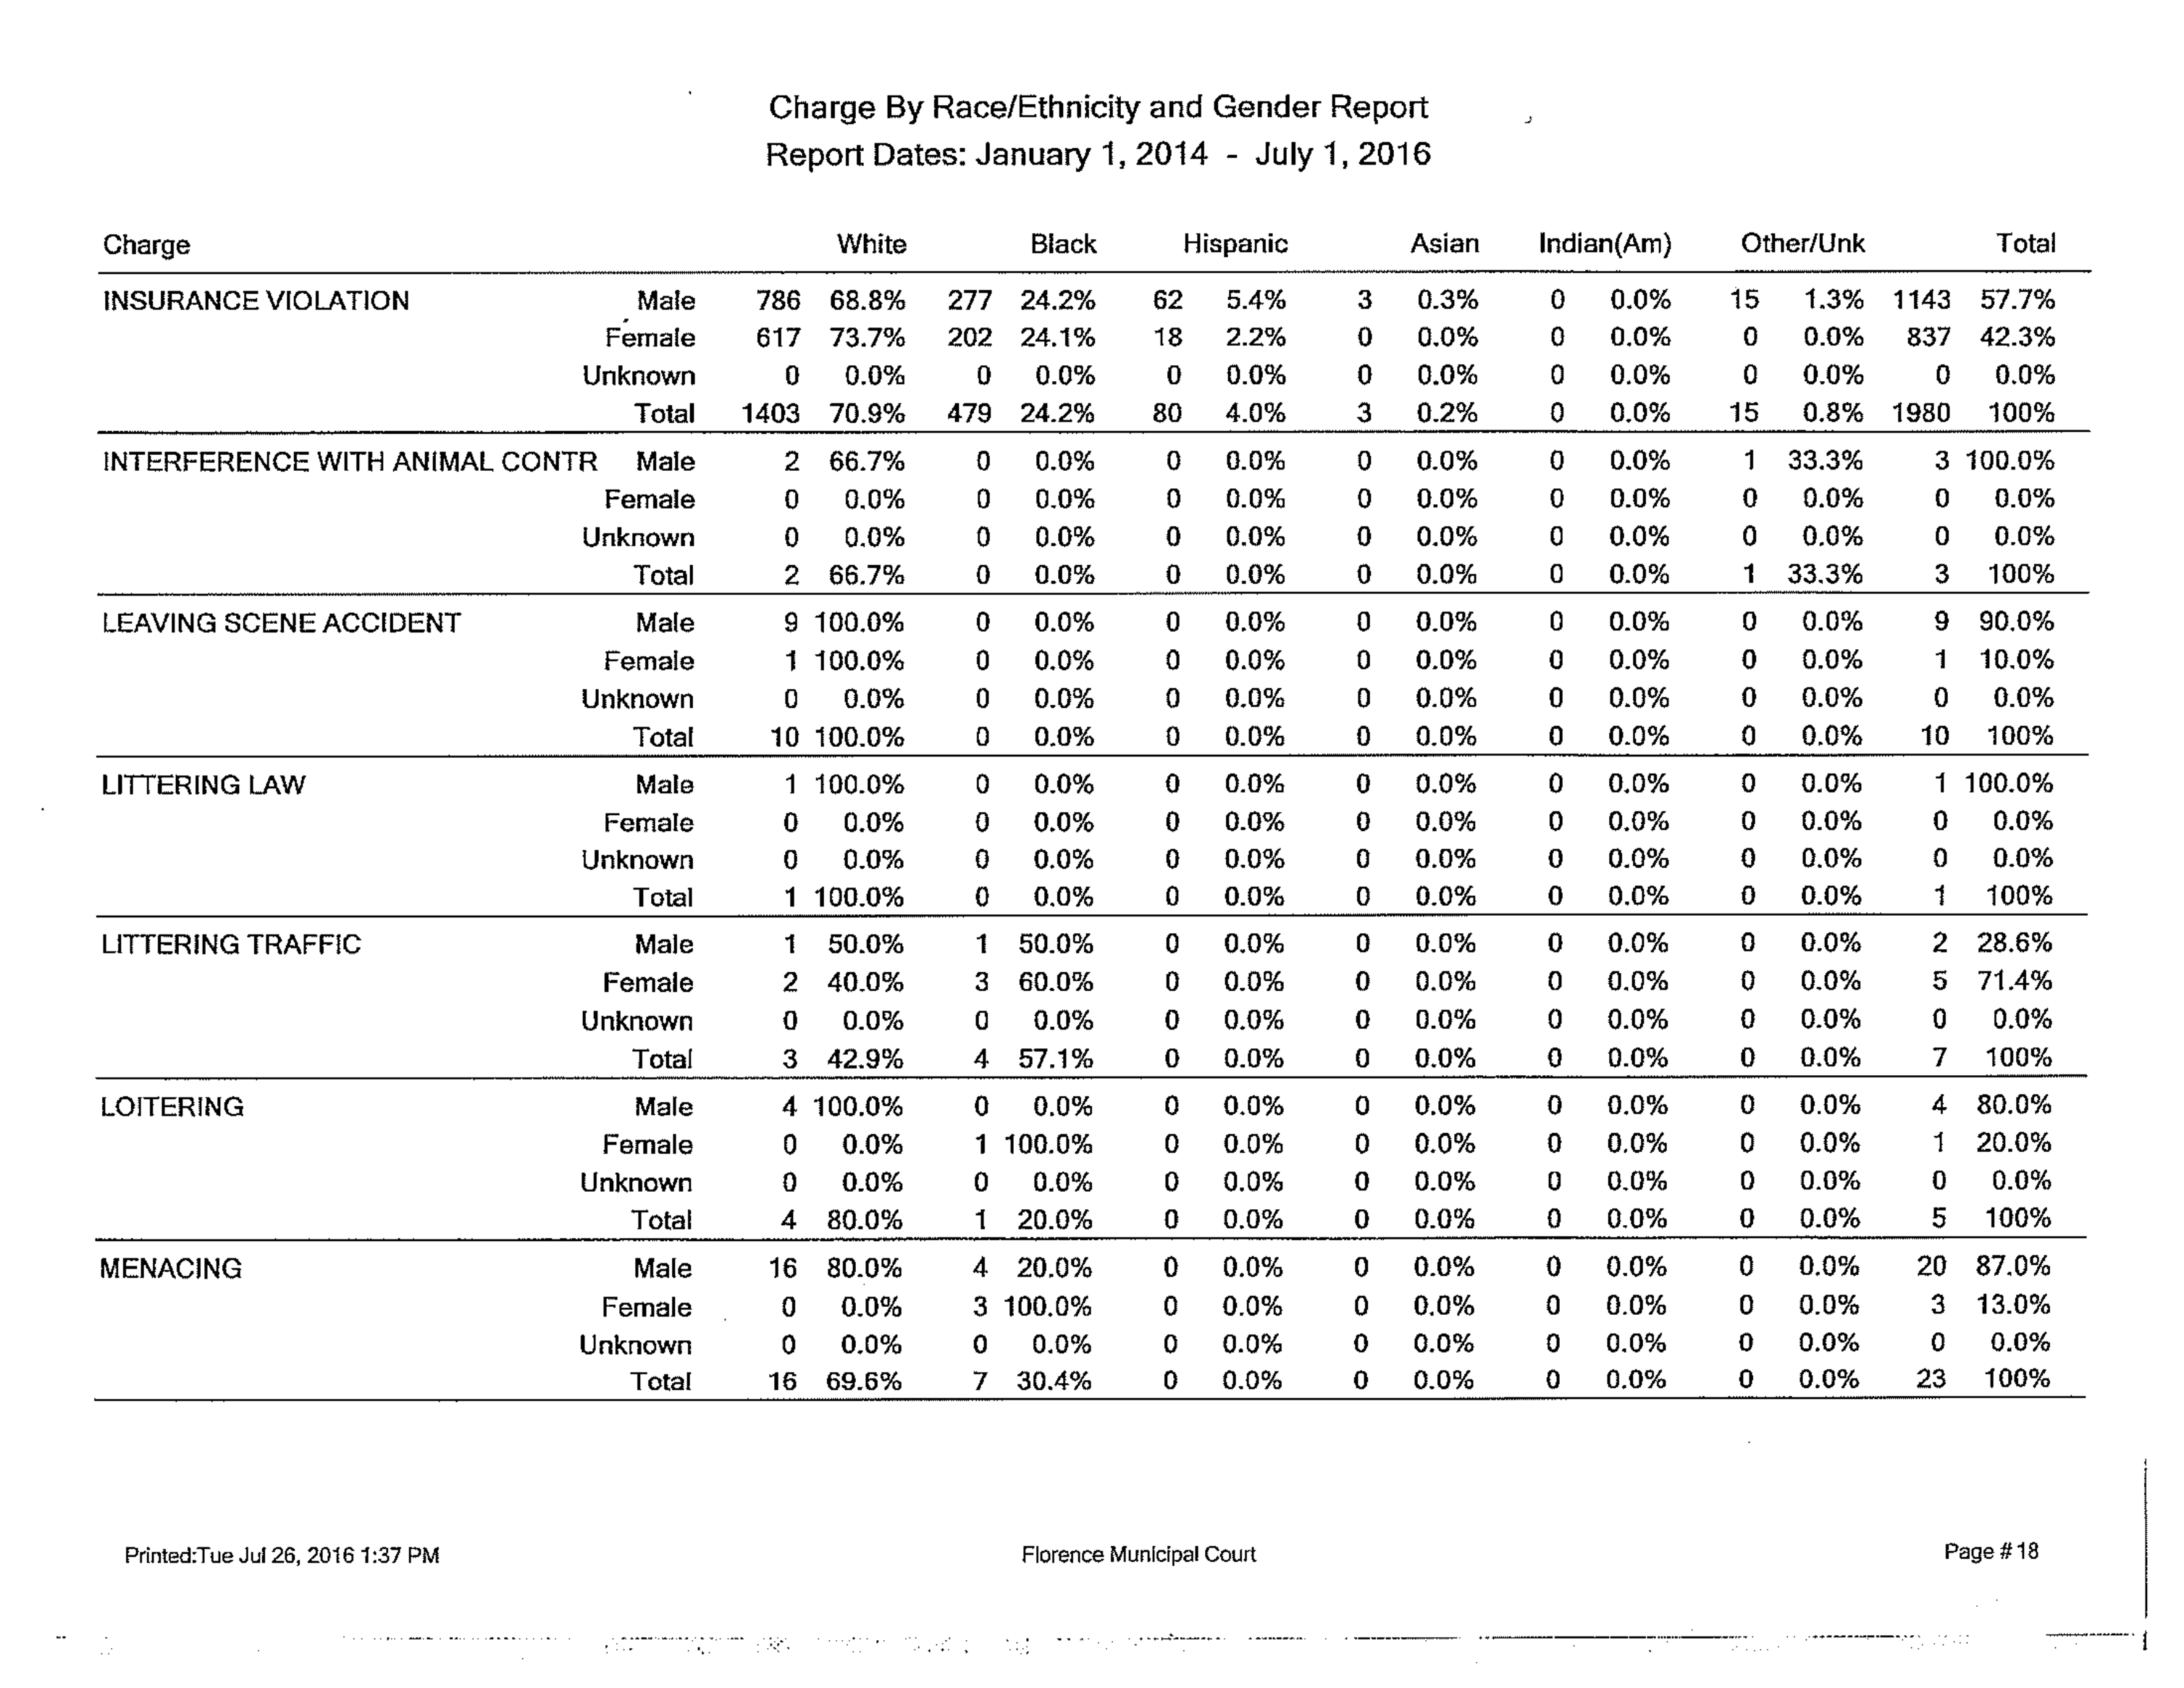 Charge By Race/Ethnicity and Gender Report
Report Dates: January 1, 2014 - July 1, 2016
Charge White Black Hispanic Asian Indian(Am) Other/Unk Total
INSURANCE VIOLATION Male 786 68.8% 277 24.2% 62 5.4% 3 0.3% 0 0.0% 15 1.3% 1143 57.7%
Female 617 73.7% 202 24.1% 18 2.2% 0 0.0% 0 0.0% 0 0.0% 837 42.3%
Unknown 0 0.0% 0 0.0% 0 0.0% 0 0.0% 0 0.0% 0 0.0% 0 0.0%
Total 1403 70.9% 479 24.2% 80 4.0% 3 0.2% 0 0.0% 15 0.8% 1980 100%
INTERFERENCE WITH ANIMAL CONTR Male 2 66.7% 0 0.0% 0 0.0% 0 0.0% 0 0.0% 1 33.3% 3 100.0%
Female 0 0.0% 0 0.0% 0 0.0% 0 0.0% 0 0.0% 0 0.0% 0 0.0%
Unknown 0 0.0% 0 0.0% 0 0.0% 0 0.0% 0 0.0% 0 0.0% 0 0.0%
Total 2 66.7% 0 0.0% 0 0.0% 0 0.0% 0 0.0% 1 33.3% 3 100%
LEAVING SCENE ACCIDENT Male 9 100.0% 0 0.0% 0 0.0% 0 0.0% 0 0.0% 0 0.0% 9 90.0%
Female 1 100.0% 0 0.0% 0 0.0% 0 0.0% 0 0.0% 0 0.0% 1 10.0%
Unknown 0 0.0% 0 0.0% 0 0.0% 0 0.0% 0 0.0% 0 0.0% 0 0.0%
Total 10 100.0% 0 0.0% 0 0.0% 0 0.0% 0 0.0% 0 0.0% 10 100%
LITTERING LAW Male 1 100.0% 0 0.0% 0 0.0% 0 0.0% 0 0.0% 0 0.0% 1 100.0%
Female 0 0.0% 0 0.0% 0 0.0% 0 0.0% 0 0.0% 0 0.0% 0 0.0%
Unknown 0 0.0% 0 0.0% 0 0.0% 0 0.0% 0 0.0% 0 0.0% 0 0.0%
Total 1 100.0% 0 0.0% 0 0.0% 0 0.0% 0 0.0% 0 0.0% 1 100%
LITTERING TRAFFIC Male 1 50.0% 1 50.0% 0 0.0% 0 0.0% 0 0.0% 0 0.0% 2 28.6%
Female 2 40.0% 3 60.0% 0 0.0% 0 0.0% 0 0.0% 0 0.0% 5 71.4%
Unknown 0 0.0% 0 0.0% 0 0.0% 0 0.0% 0 0.0% 0 0.0% 0 0.0%
Total 3 42.9% 4 57.1% 0 0.0% 0 0.0% 0 0.0% 0 0.0% 7 100%
LOITERING Male 4 100.0% 0 0.0% 0 0.0% 0 0.0% 0 0.0% 0 0.0% 4 80.0%
Female 0 0.0% 1 100.0% 0 0.0% 0 0.0% 0 0.0% 0 0.0% 1 20.0%
Unknown 0 0.0% 0 0.0% 0 0.0% 0 0.0% 0 0.0% 0 0.0% 0 0.0%
Total 4 80.0% 1 20.0% 0 0.0% 0 0.0% 0 0.0% 0 0.0% 5 100%
MENACING Male 16 80.0% 4 20.0% 0 0.0% 0 0.0% 0 0.0% 0 0.0% 20 87.0%
Female 0 0.0% 3 100.0% 0 0.0% 0 0.0% 0 0.0% 0 0.0% 3 13.0%
Unknown 0 0.0% 0 0.0% 0 0.0% 0 0.0% 0 0.0% 0 0.0% 0 0.0%
Total 16 69.6% 7 30.4% 0 0.0% 0 0.0% 0 0.0% 0 0.0% 23 100%
Printed:Tue Jul 26, 2016 1:37 PM Florence Municipal Court Page # 18